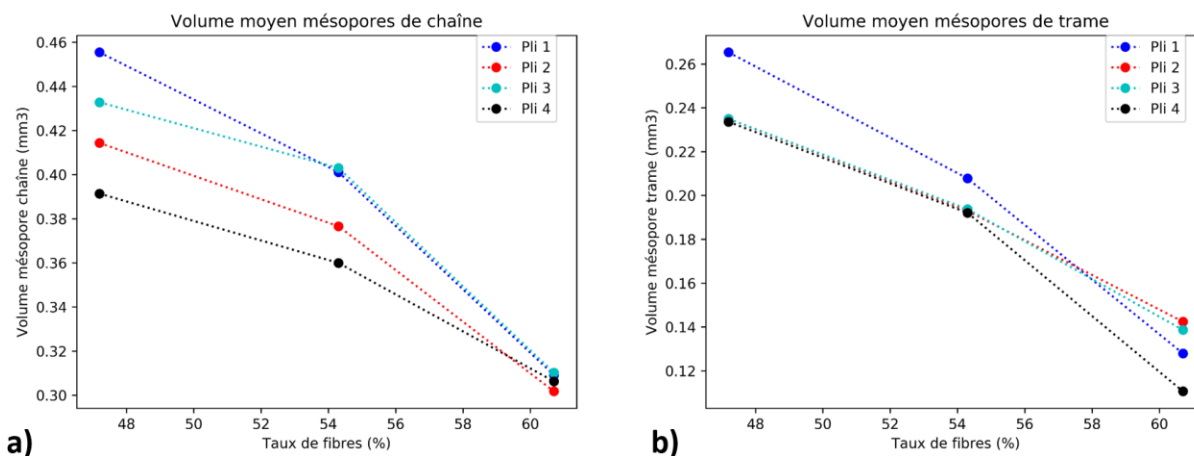 Volume moyen mésopores de chaîne
Volume mésopore chaîne (mm3)
0.46
0.44
0.42
0.40
0.38
0.36
0.34
0.32
0.30
Pli 1
Pli 2
Pli 3
Pli 4
48 50 52 54 56 58 60
Taux de fibres (%)
a)
Volume moyen mésopores de trame
Volume mésopore trame (mm3)
0.26
0.24
0.22
0.20
0.18
0.16
0.14
0.12
Pli 1
Pli 2
Pli 3
Pli 4
48 50 52 54 56 58 60
Taux de fibres (%)
b)